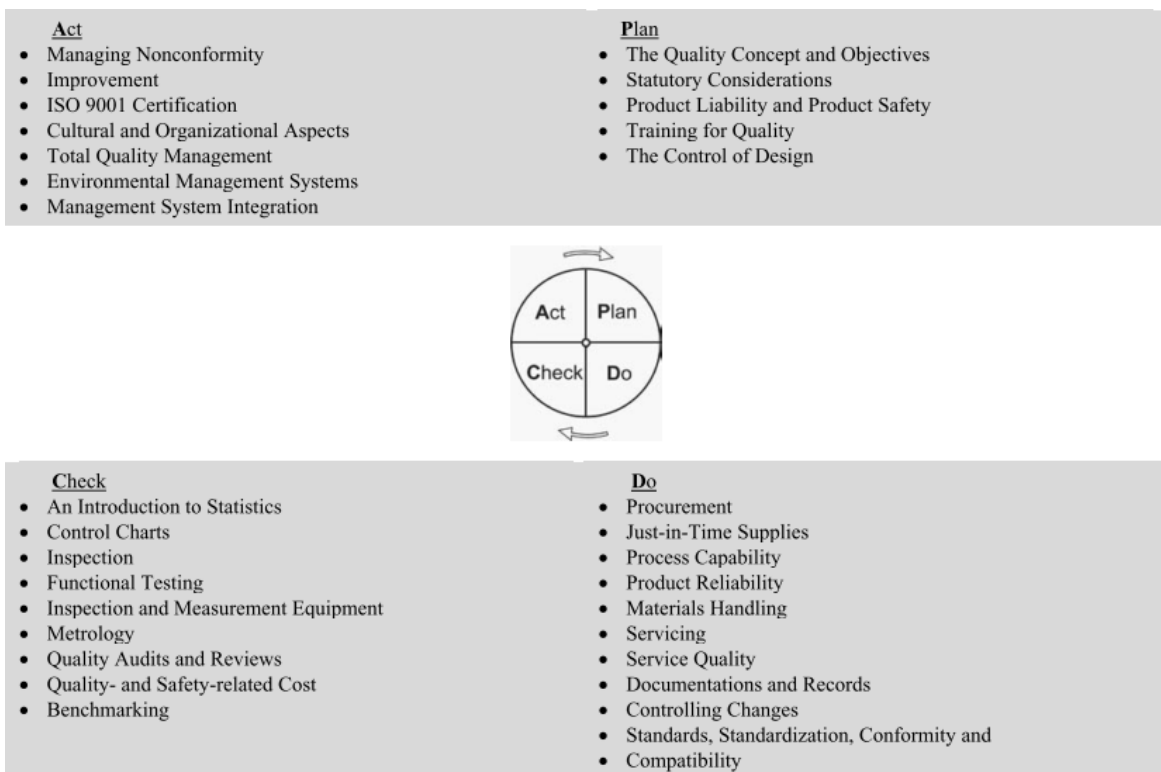 Act
• Managing Nonconformity
• Improvement
• ISO 9001 Certification
• Cultural and Organizational Aspects
• Total Quality Management
• Environmental Management Systems
• Management System Integration
Plan
• The Quality Concept and Objectives
• Statutory Considerations
• Product Liability and Product Safety
• Training for Quality
• The Control of Design
Act
Plan
Check
Do
Check
• An Introduction to Statistics
• Control Charts
• Inspection
• Functional Testing
• Inspection and Measurement Equipment
• Metrology
• Quality Audits and Reviews
• Quality- and Safety-related Cost
• Benchmarking
Do
• Procurement
• Just-in-Time Supplies
• Process Capability
• Product Reliability
• Materials Handling
• Servicing
• Service Quality
• Documentations and Records
• Controlling Changes
• Standards, Standardization, Conformity and
• Compatibility